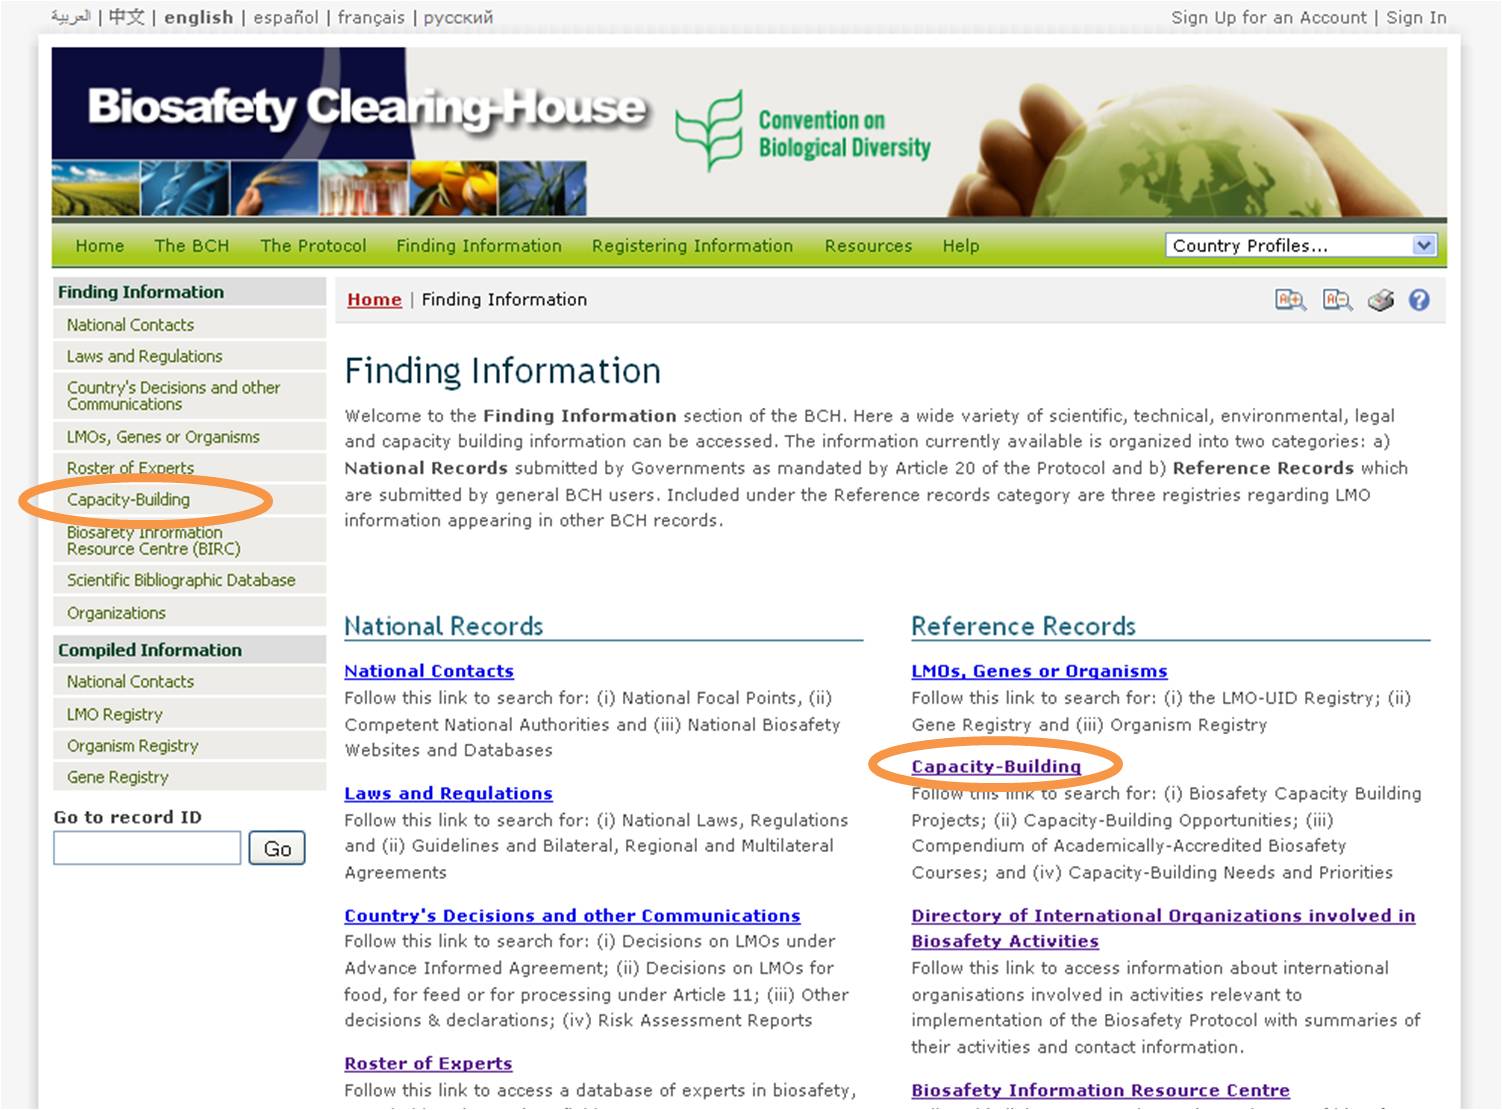 العربية | 中文 | english | español | français | русский
Sign Up for an Account | Sign In
Biosafety Clearing-House
Convention on
Biological Diversity
Home The BCH The Protocol Finding Information Registering Information Resources Help
Country Profiles...
Finding Information
National Contacts
Laws and Regulations
Country's Decisions and other
Communications
LMOs, Genes or Organisms
Roster of Experts
Capacity-Building
Biosafety Information
Resource Centre (BIRC)
Scientific Bibliographic Database
Organizations
Compiled Information
National Contacts
LMO Registry
Organism Registry
Gene Registry
Go to record ID
Go
Home | Finding Information
Finding Information
Welcome to the Finding Information section of the BCH. Here a wide variety of scientific, technical, environmental, legal
and capacity building information can be accessed. The information currently available is organized into two categories: a)
National Records submitted by Governments as mandated by Article 20 of the Protocol and b) Reference Records which
are submitted by general BCH users. Included under the Reference records category are three registries regarding LMO
information appearing in other BCH records.
National Records
National Contacts
Follow this link to search for: (i) National Focal Points, (ii)
Competent National Authorities and (iii) National Biosafety
Websites and Databases
Laws and Regulations
Follow this link to search for: (i) National Laws, Regulations
and (ii) Guidelines and Bilateral, Regional and Multilateral
Agreements
Country's Decisions and other Communications
Follow this link to search for: (i) Decisions on LMOs under
Advance Informed Agreement; (ii) Decisions on LMOs for
food, for feed or for processing under Article 11; (iii) Other
decisions & declarations; (iv) Risk Assessment Reports
Roster of Experts
Follow this link to access a database of experts in biosafety,
Reference Records
LMOs, Genes or Organisms
Follow this link to search for: (i) the LMO-UID Registry; (ii)
Gene Registry and (iii) Organism Registry
Capacity-Building
Follow this link to search for: (i) Biosafety Capacity Building
Projects; (ii) Capacity-Building Opportunities; (iii)
Compendium of Academically-Accredited Biosafety
Courses; and (iv) Capacity-Building Needs and Priorities
Directory of International Organizations involved in
Biosafety Activities
Follow this link to access information about international
organisations involved in activities relevant to
implementation of the Biosafety Protocol with summaries of
their activities and contact information.
Biosafety Information Resource Centre